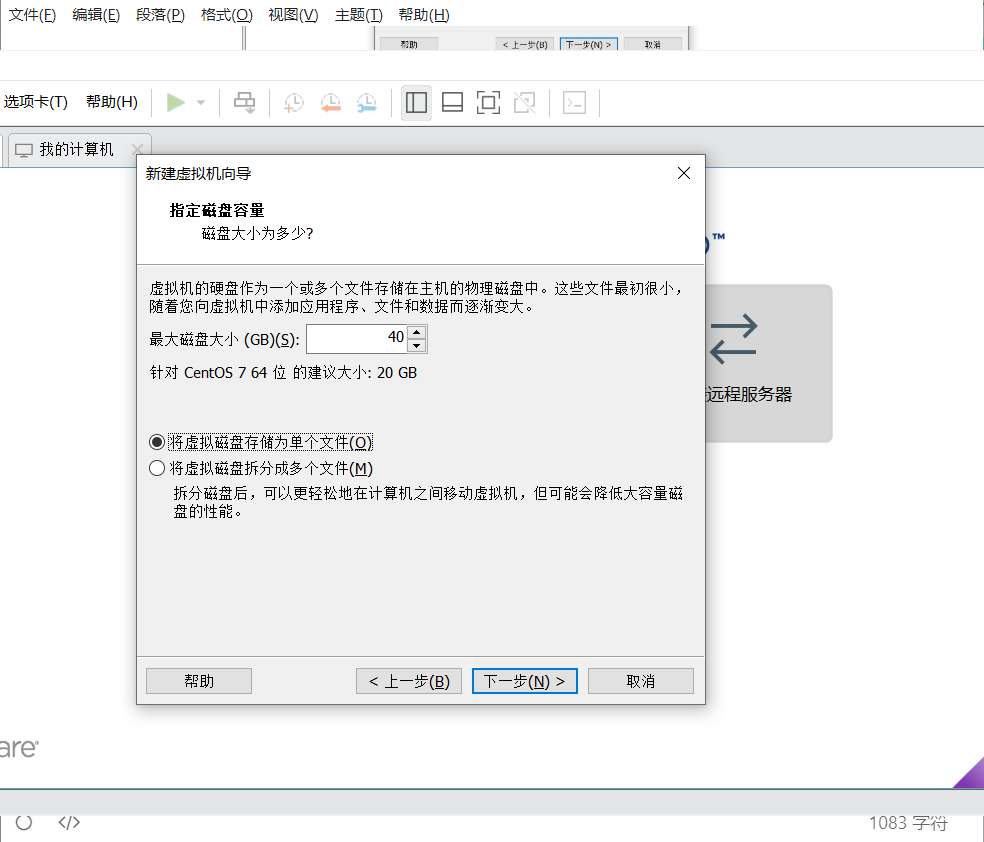 文件(F) 编辑(E) 段落(P) 格式(O) 视图(V) 主题(T) 帮助(H)
帮助 < 上一步(B) 下一步(N) > 取消
选项卡(T) 帮助(H)
我的计算机
新建虚拟机向导
指定磁盘容量
磁盘大小为多少?
TM
虚拟机的硬盘作为一个或多个文件存储在主机的物理磁盘中。这些文件最初很小，
随着您向虚拟机中添加应用程序、文件和数据而逐渐变大。
最大磁盘大小 (GB)(S): 40
针对 CentOS 7 64 位 的建议大小: 20 GB
远程服务器
将虚拟磁盘存储为单个文件(O)
将虚拟磁盘拆分成多个文件(M)
拆分磁盘后，可以更轻松地在计算机之间移动虚拟机，但可能会降低大容量磁
盘的性能。
帮助 < 上一步(B) 下一步(N) > 取消
are
</> 1083 字符